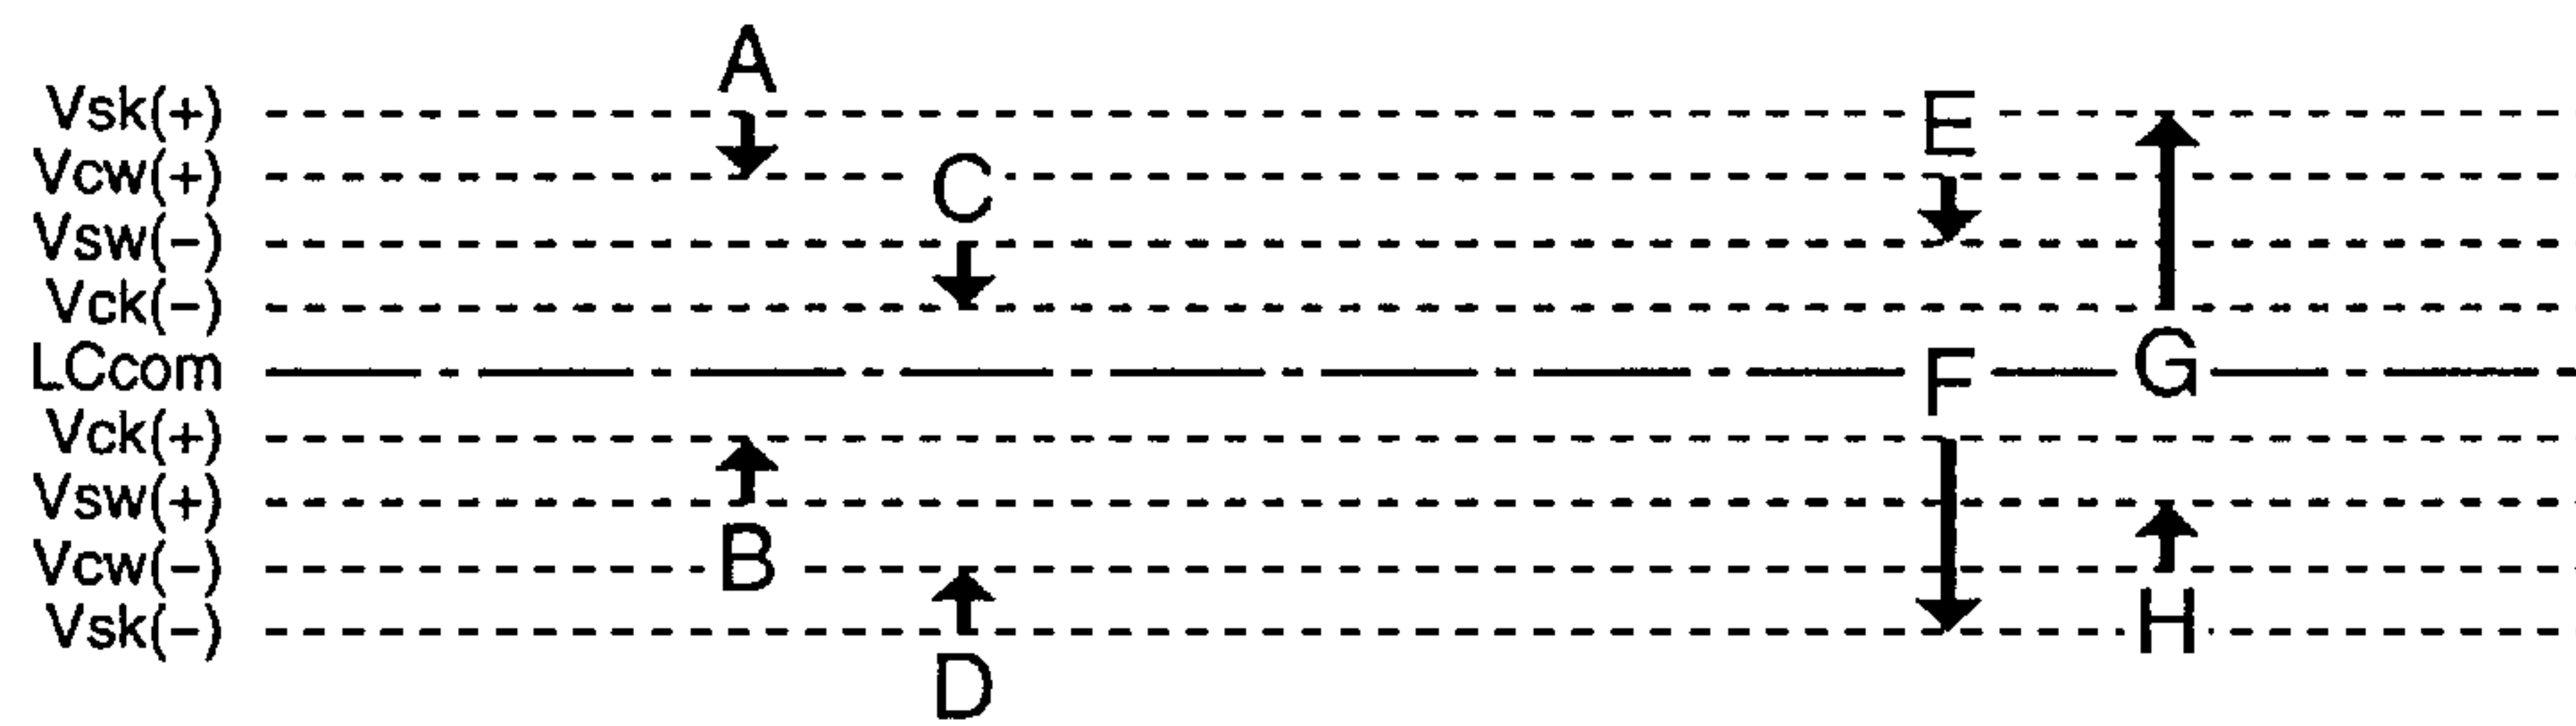 A
Vsk(+) E
Vcw(+) C
Vsw(−)
Vck(−)
LCcom F G
Vck(+)
Vsw(+)
Vcw(−) B
Vsk(−) H
D